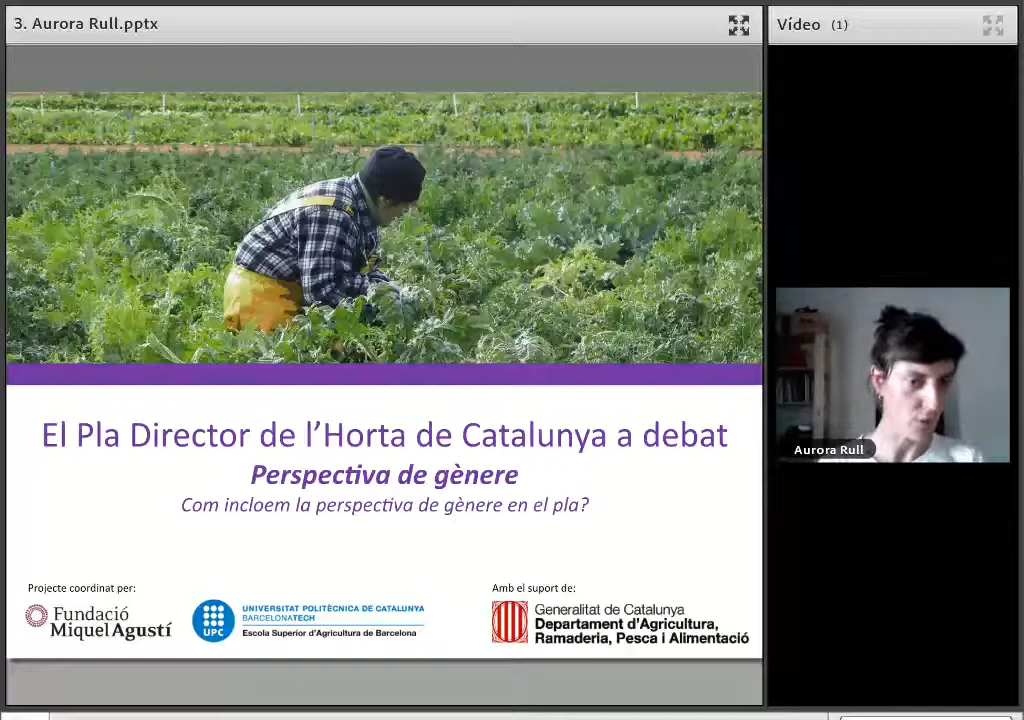 3. Aurora Rull.pptx
Vídeo (1)
El Pla Director de l’Horta de Catalunya a debat
Perspectiva de gènere
Com incloem la perspectiva de gènere en el pla?
Projecte coordinat per:
Fundació
Miquel Agustí
UPC
UNIVERSITAT POLITÈCNICA DE CATALUNYA
BARCELONATECH
Escola Superior d'Agricultura de Barcelona
Amb el suport de:
Generalitat de Catalunya
Departament d'Agricultura,
Ramaderia, Pesca i Alimentació
Aurora Rull